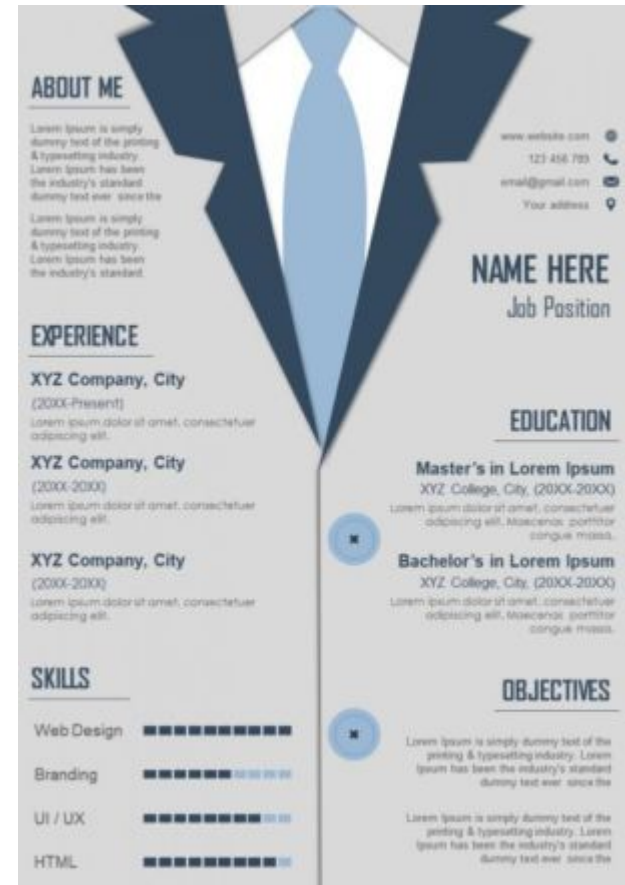 ABOUT ME
Lorem Ipsum is simply
dummy text of the printing
& typesetting industry.
Lorem Ipsum has been
the industry's standard
dummy text ever since the
Lorem Ipsum is simply
dummy text of the printing
& typesetting industry.
Lorem Ipsum has been
the industry's standard
EXPERIENCE
XYZ Company, City
(20XX-Present)
Lorem ipsum dolor sit amet, consectetuer
adipiscing elit.
XYZ Company, City
(20XX-20XX)
Lorem ipsum dolor sit amet, consectetuer
adipiscing elit.
XYZ Company, City
(20XX-20XX)
Lorem ipsum dolor sit amet, consectetuer
adipiscing elit.
SKILLS
Web Design
Branding
UI / UX
HTML
www.website.com
123 456 789
email@gmail.com
Your address
NAME HERE
Job Position
EDUCATION
Master's in Lorem Ipsum
XYZ College, City, (20XX-20XX)
Lorem ipsum dolor sit amet, consectetuer
adipiscing elit. Maecenas porttitor
congue massa.
Bachelor's in Lorem Ipsum
XYZ College, City, (20XX-20XX)
Lorem ipsum dolor sit amet, consectetuer
adipiscing elit. Maecenas porttitor
congue massa.
OBJECTIVES
Lorem Ipsum is simply dummy text of the
printing & typesetting industry. Lorem
Ipsum has been the industry's standard
dummy text ever since the
Lorem Ipsum is simply dummy text of the
printing & typesetting industry. Lorem
Ipsum has been the industry's standard
dummy text ever since the